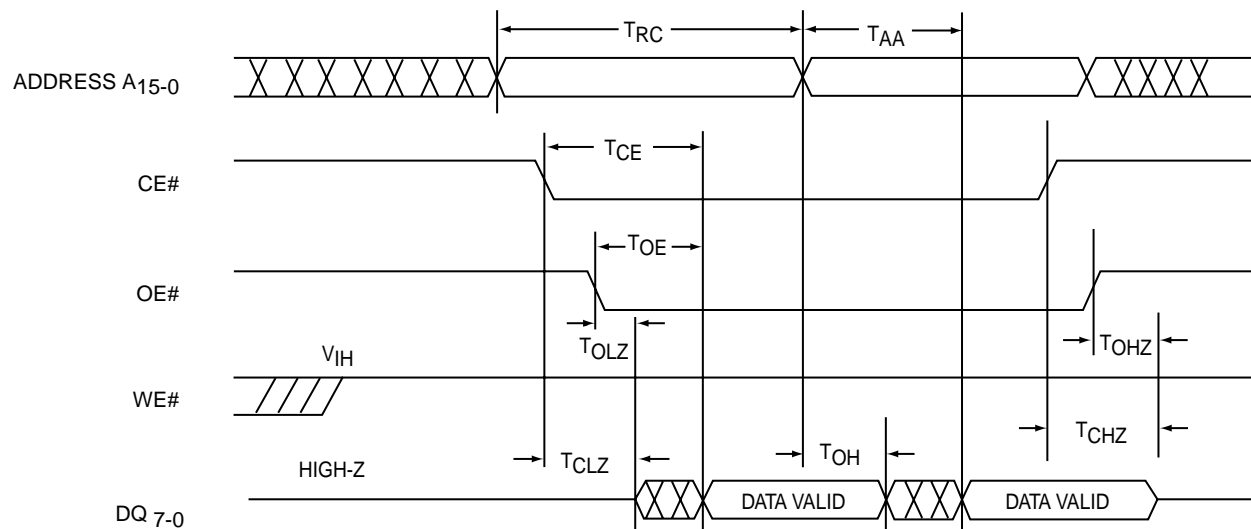 TRC TAA
ADDRESS A15-0
TCE
CE#
TOE
OE#
TOLZ TOHZ
VIH
WE#
TCLZ TOH TCHZ
HIGH-Z
DATA VALID DATA VALID
DQ 7-0